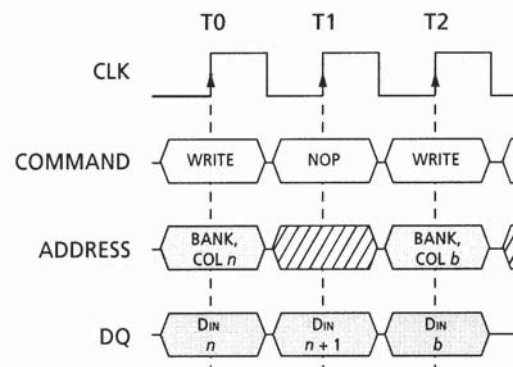 T0 T1 T2
CLK
COMMAND WRITE NOP WRITE
ADDRESS BANK, COL n BANK, COL b
DQ DIN n DIN n + 1 DIN b